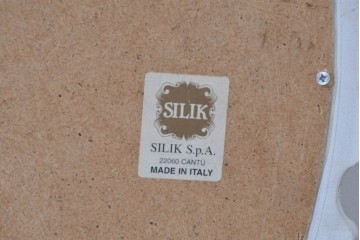 SILIK
SILIK S.p.A.
22060 CANTÙ
MADE IN ITALY